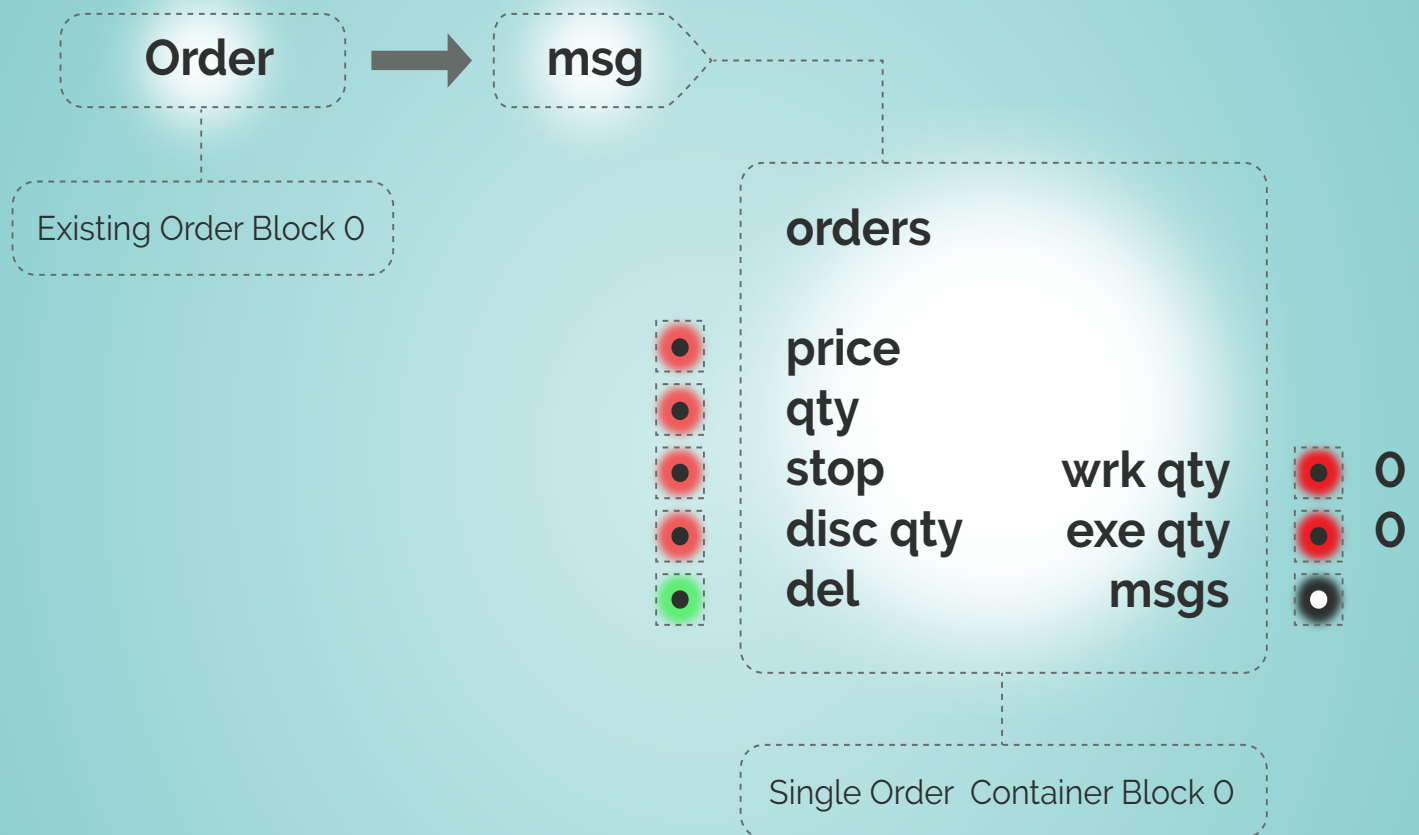 Order
msg
Existing Order Block 0
orders
price
qty
stop wrk qty 0
disc qty exe qty 0
del msgs
Single Order Container Block 0